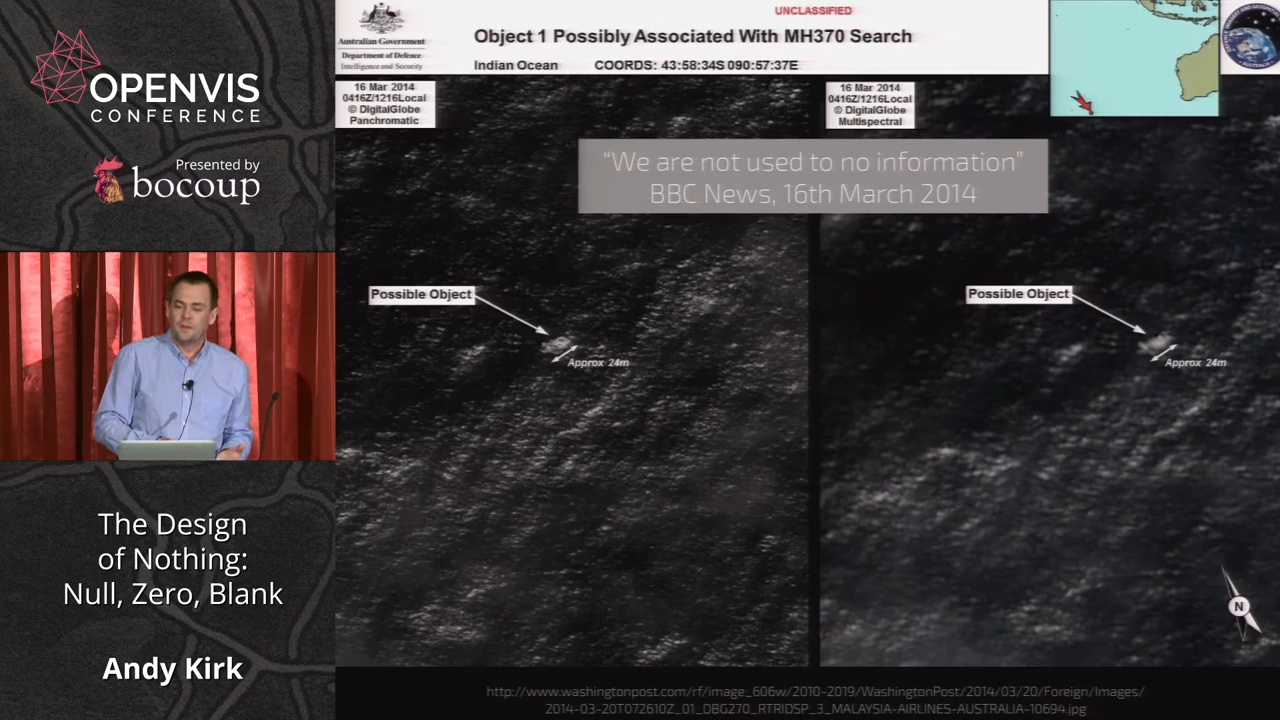 OPENVIS
CONFERENCE
Presented by
bocoup
The Design
of Nothing:
Null, Zero, Blank
Andy Kirk
UNCLASSIFIED
Australian Government
Department of Defence
Intelligence and Security
Object 1 Possibly Associated With MH370 Search
Indian Ocean COORDS: 43:58:34S 090:57:37E
16 Mar 2014
0416Z/1216Local
© DigitalGlobe
Panchromatic
16 Mar 2014
0416Z/1216Local
© DigitalGlobe
Multispectral
“We are not used to no information”
BBC News, 16th March 2014
Possible Object
Approx 24m
Possible Object
Approx 24m
N
http://www.washingtonpost.com/rf/image_606w/2010-2019/WashingtonPost/2014/03/20/Foreign/Images/
2014-03-20T072610Z_01_DBG270_RTRIDSP_3_MALAYSIA-AIRLINES-AUSTRALIA-10694.jpg